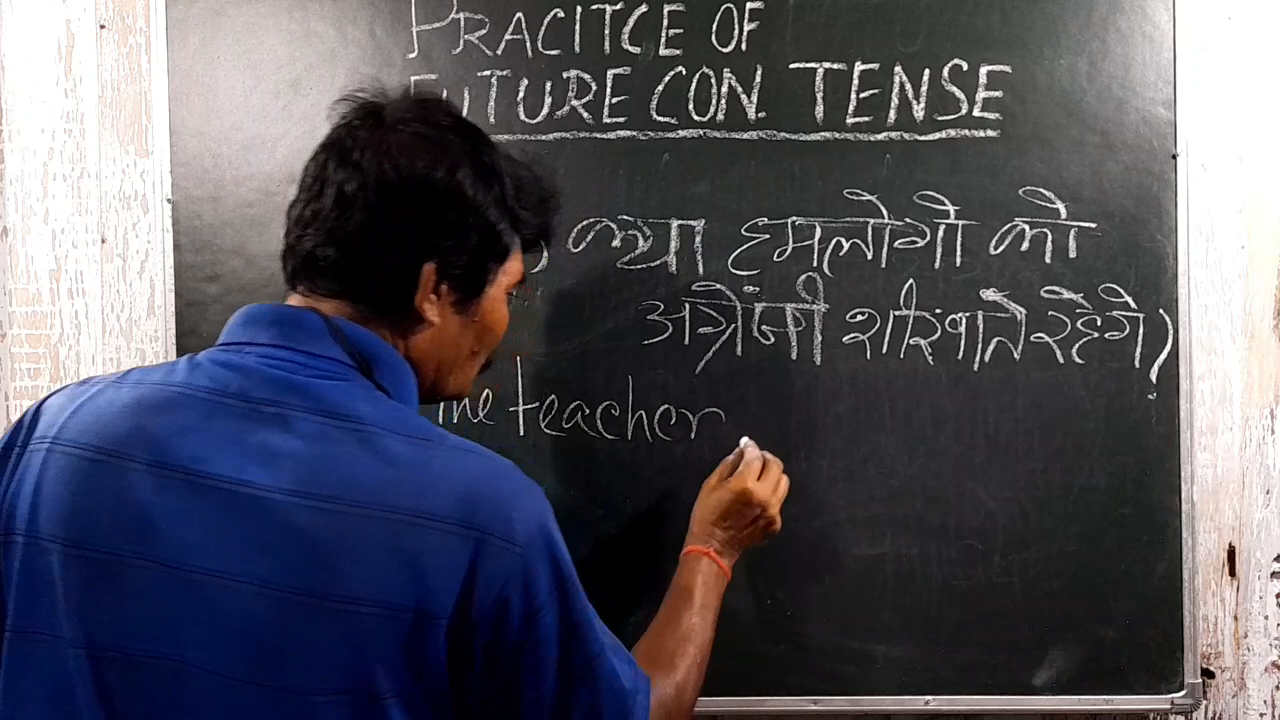 PRACITCE OF
FUTURE CON. TENSE
क्या हमलोगों को
अंग्रेजी शीखाते रहेंगे?
The teacher